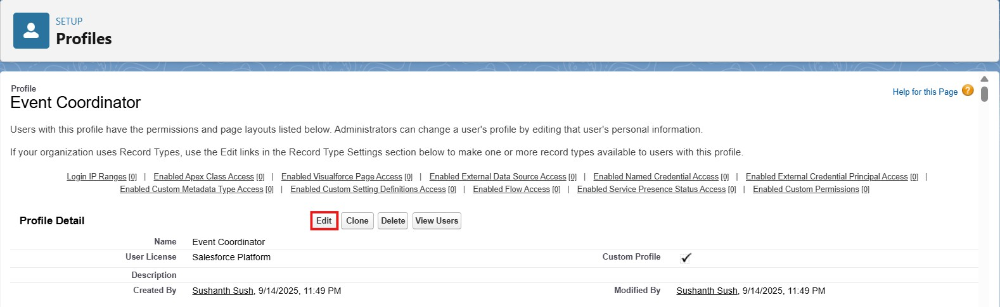 SETUP
Profiles
Profile
Event Coordinator
Help for this Page ?
Users with this profile have the permissions and page layouts listed below. Administrators can change a user's profile by editing that user's personal information.
If your organization uses Record Types, use the Edit links in the Record Type Settings section below to make one or more record types available to users with this profile.
Login IP Ranges [0] | Enabled Apex Class Access [0] | Enabled Visualforce Page Access [0] | Enabled External Data Source Access [0] | Enabled Named Credential Access [0] | Enabled External Credential Principal Access [0] |
Enabled Custom Metadata Type Access [0] | Enabled Custom Setting Definitions Access [0] | Enabled Flow Access [0] | Enabled Service Presence Status Access [0] | Enabled Custom Permissions [0]
Profile Detail Edit Clone Delete View Users
Name Event Coordinator
User License Salesforce Platform Custom Profile
Description
Created By Sushanth Sush, 9/14/2025, 11:49 PM Modified By Sushanth Sush, 9/14/2025, 11:49 PM